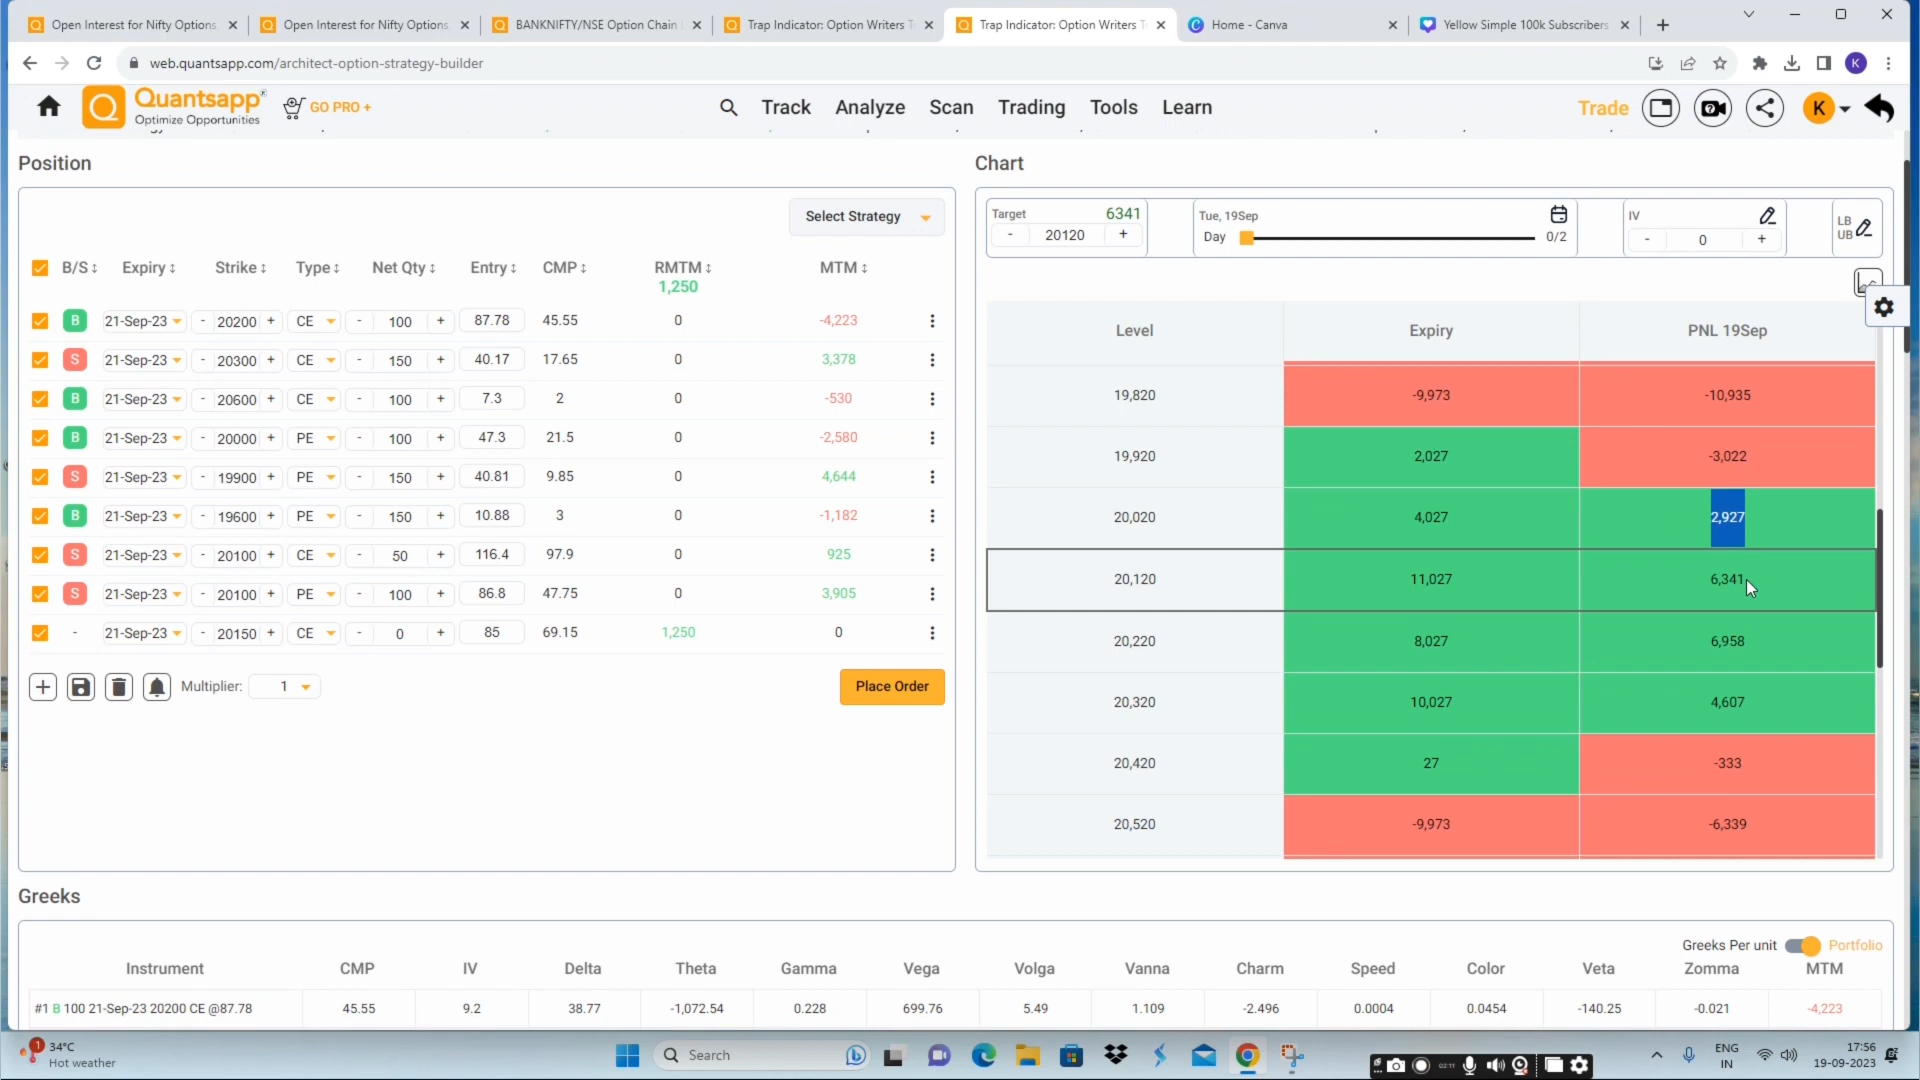 Open Interest for Nifty Options
Open Interest for Nifty Options
BANKNIFTY/NSE Option Chain
Trap Indicator: Option Writers T
Trap Indicator: Option Writers T
Home - Canva
Yellow Simple 100k Subscribers
web.quantsapp.com/architect-option-strategy-builder
K
Quantsapp
Optimize Opportunities
GO PRO +
Track
Analyze
Scan
Trading
Tools
Learn
Trade
K
Position
Chart
Select Strategy
Target 6341
- 20120 +
Tue, 19Sep
Day 0/2
IV
- 0 +
LB
UB
B/S Expiry Strike Type Net Qty Entry CMP RMTM MTM
1,250
B 21-Sep-23 - 20200 + CE - 100 + 87.78 45.55 0 -4,223
S 21-Sep-23 - 20300 + CE - 150 + 40.17 17.65 0 3,378
B 21-Sep-23 - 20600 + CE - 100 + 7.3 2 0 -530
B 21-Sep-23 - 20000 + PE - 100 + 47.3 21.5 0 -2,580
S 21-Sep-23 - 19900 + PE - 150 + 40.81 9.85 0 4,644
B 21-Sep-23 - 19600 + PE - 150 + 10.88 3 0 -1,182
S 21-Sep-23 - 20100 + CE - 50 + 116.4 97.9 0 925
S 21-Sep-23 - 20100 + PE - 100 + 86.8 47.75 0 3,905
- 21-Sep-23 - 20150 + CE - 0 + 85 69.15 1,250 0
Multiplier: 1
Place Order
Level Expiry PNL 19Sep
19,820 -9,973 -10,935
19,920 2,027 -3,022
20,020 4,027 2,927
20,120 11,027 6,341
20,220 8,027 6,958
20,320 10,027 4,607
20,420 27 -333
20,520 -9,973 -6,339
Greeks
Greeks Per unit Portfolio
Instrument CMP IV Delta Theta Gamma Vega Volga Vanna Charm Speed Color Veta Zomma MTM
#1 B 100 21-Sep-23 20200 CE @87.78 45.55 9.2 38.77 -1,072.54 0.228 699.76 5.49 1.109 -2.496 0.0004 0.0454 -140.25 -0.021 -4,223
1
34°C
Hot weather
Search
ENG
IN
17:56
19-09-2023